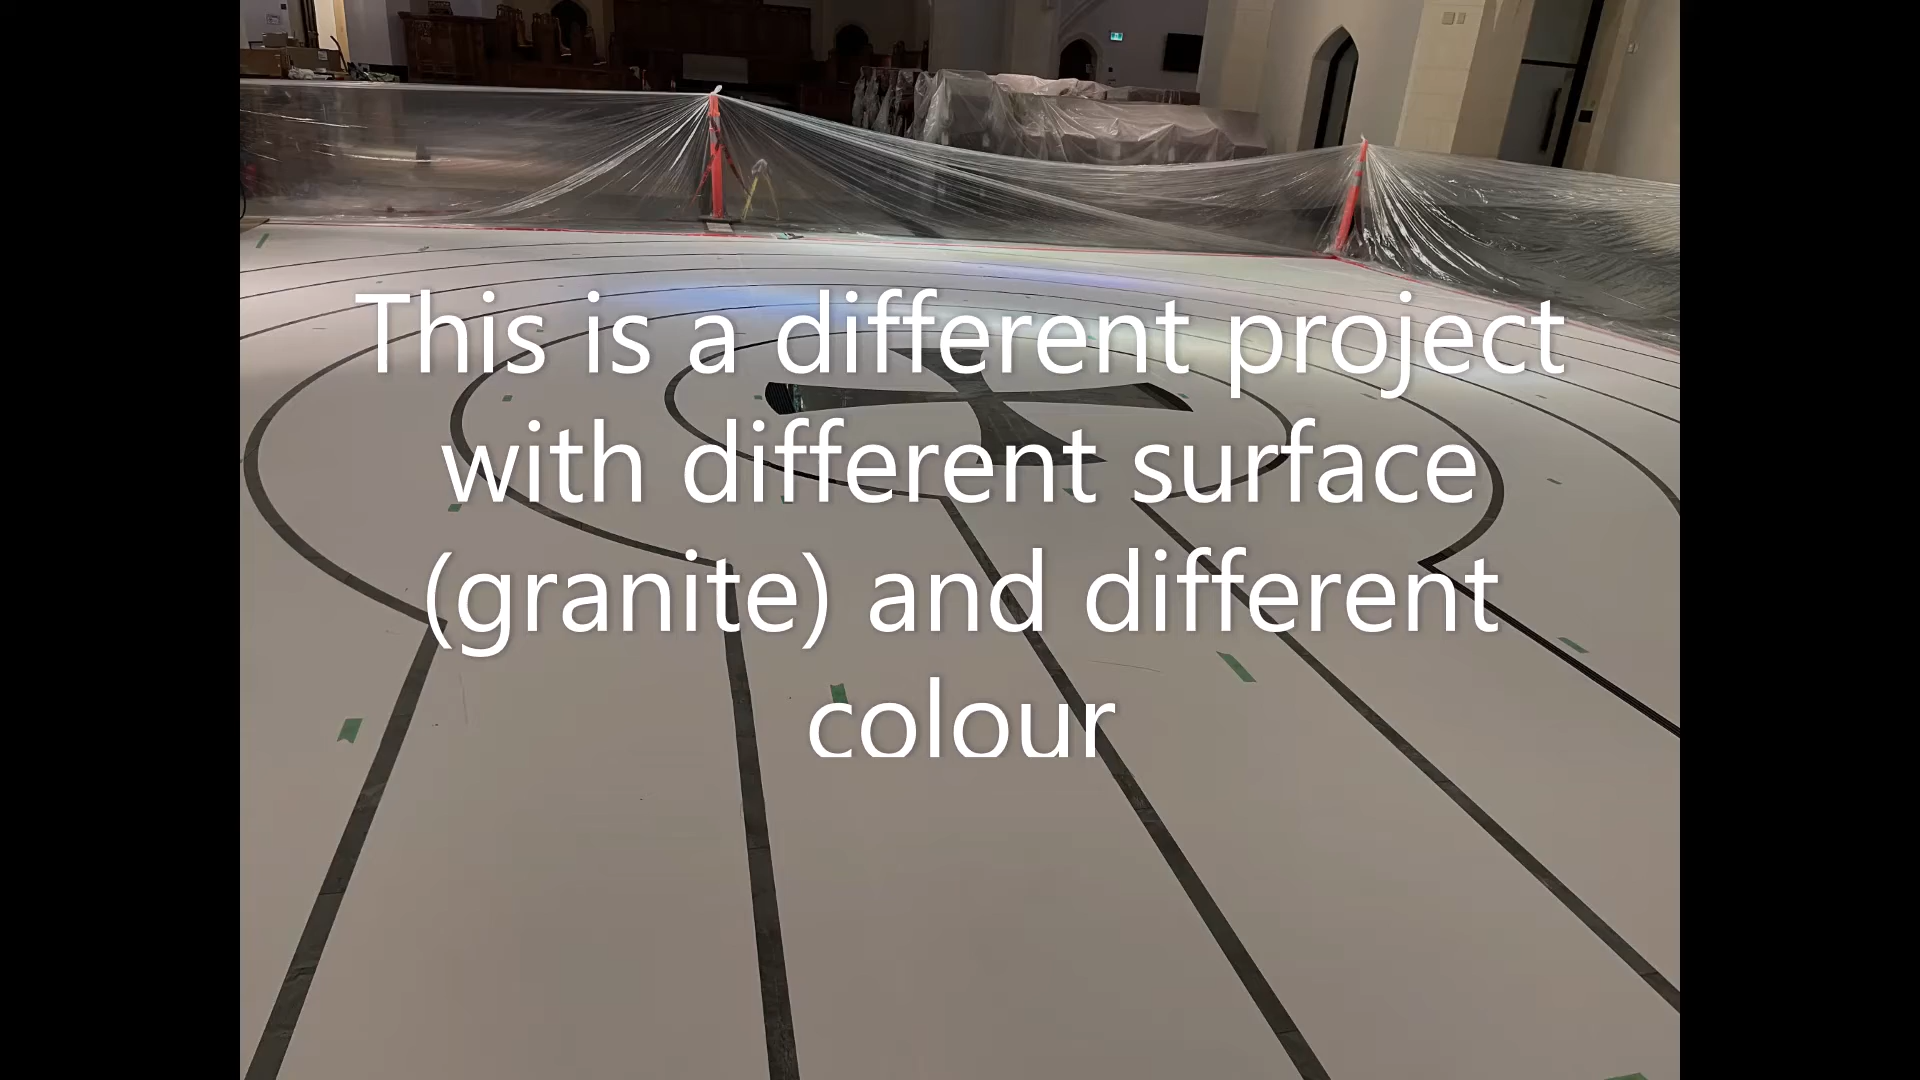 This is a different project
with different surface
(granite) and different
colour